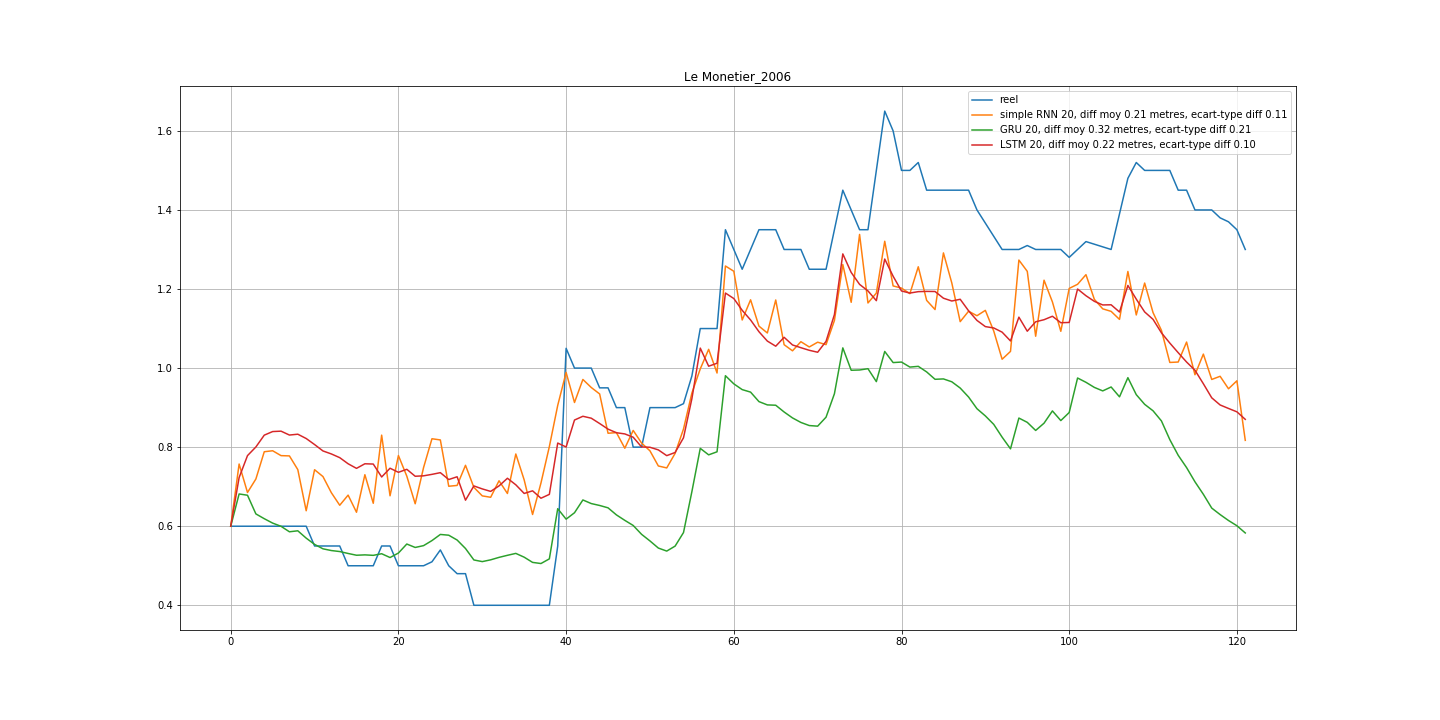 Le Monetier_2006
reel
simple RNN 20, diff moy 0.21 metres, ecart-type diff 0.11
GRU 20, diff moy 0.32 metres, ecart-type diff 0.21
LSTM 20, diff moy 0.22 metres, ecart-type diff 0.10
1.6
1.4
1.2
1.0
0.8
0.6
0.4
0 20 40 60 80 100 120